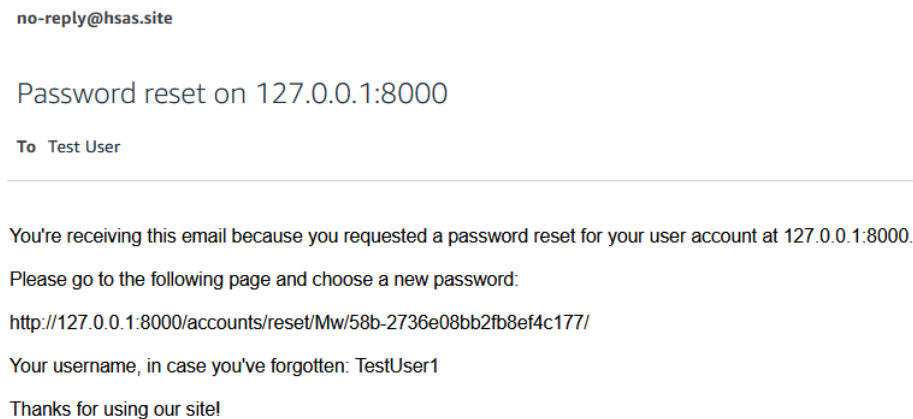 no-reply@hsas.site
Password reset on 127.0.0.1:8000
To Test User
You're receiving this email because you requested a password reset for your user account at 127.0.0.1:8000.
Please go to the following page and choose a new password:
http://127.0.0.1:8000/accounts/reset/Mw/58b-2736e08bb2fb8ef4c177/
Your username, in case you've forgotten: TestUser1
Thanks for using our site!